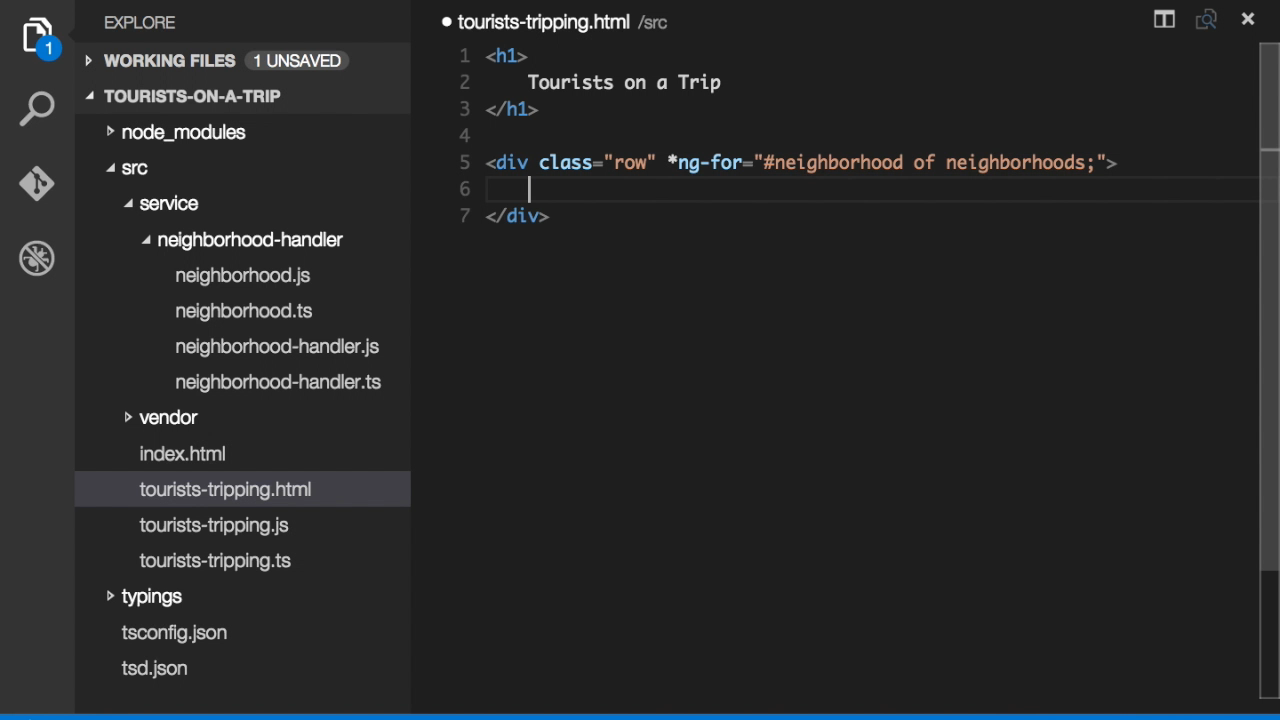 EXPLORE
1
WORKING FILES 1 UNSAVED
TOURISTS-ON-A-TRIP
node_modules
src
service
neighborhood-handler
neighborhood.js
neighborhood.ts
neighborhood-handler.js
neighborhood-handler.ts
vendor
index.html
tourists-tripping.html
tourists-tripping.js
tourists-tripping.ts
typings
tsconfig.json
tsd.json
tourists-tripping.html /src
1 <h1>
2 Tourists on a Trip
3 </h1>
4
5 <div class="row" *ng-for="#neighborhood of neighborhoods;">
6
7 </div>